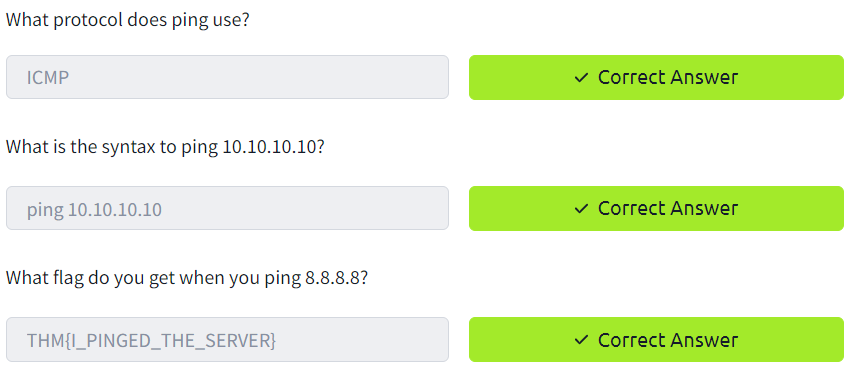 What protocol does ping use?
ICMP
✓ Correct Answer
What is the syntax to ping 10.10.10.10?
ping 10.10.10.10
✓ Correct Answer
What flag do you get when you ping 8.8.8.8?
THM{I_PINGED_THE_SERVER}
✓ Correct Answer